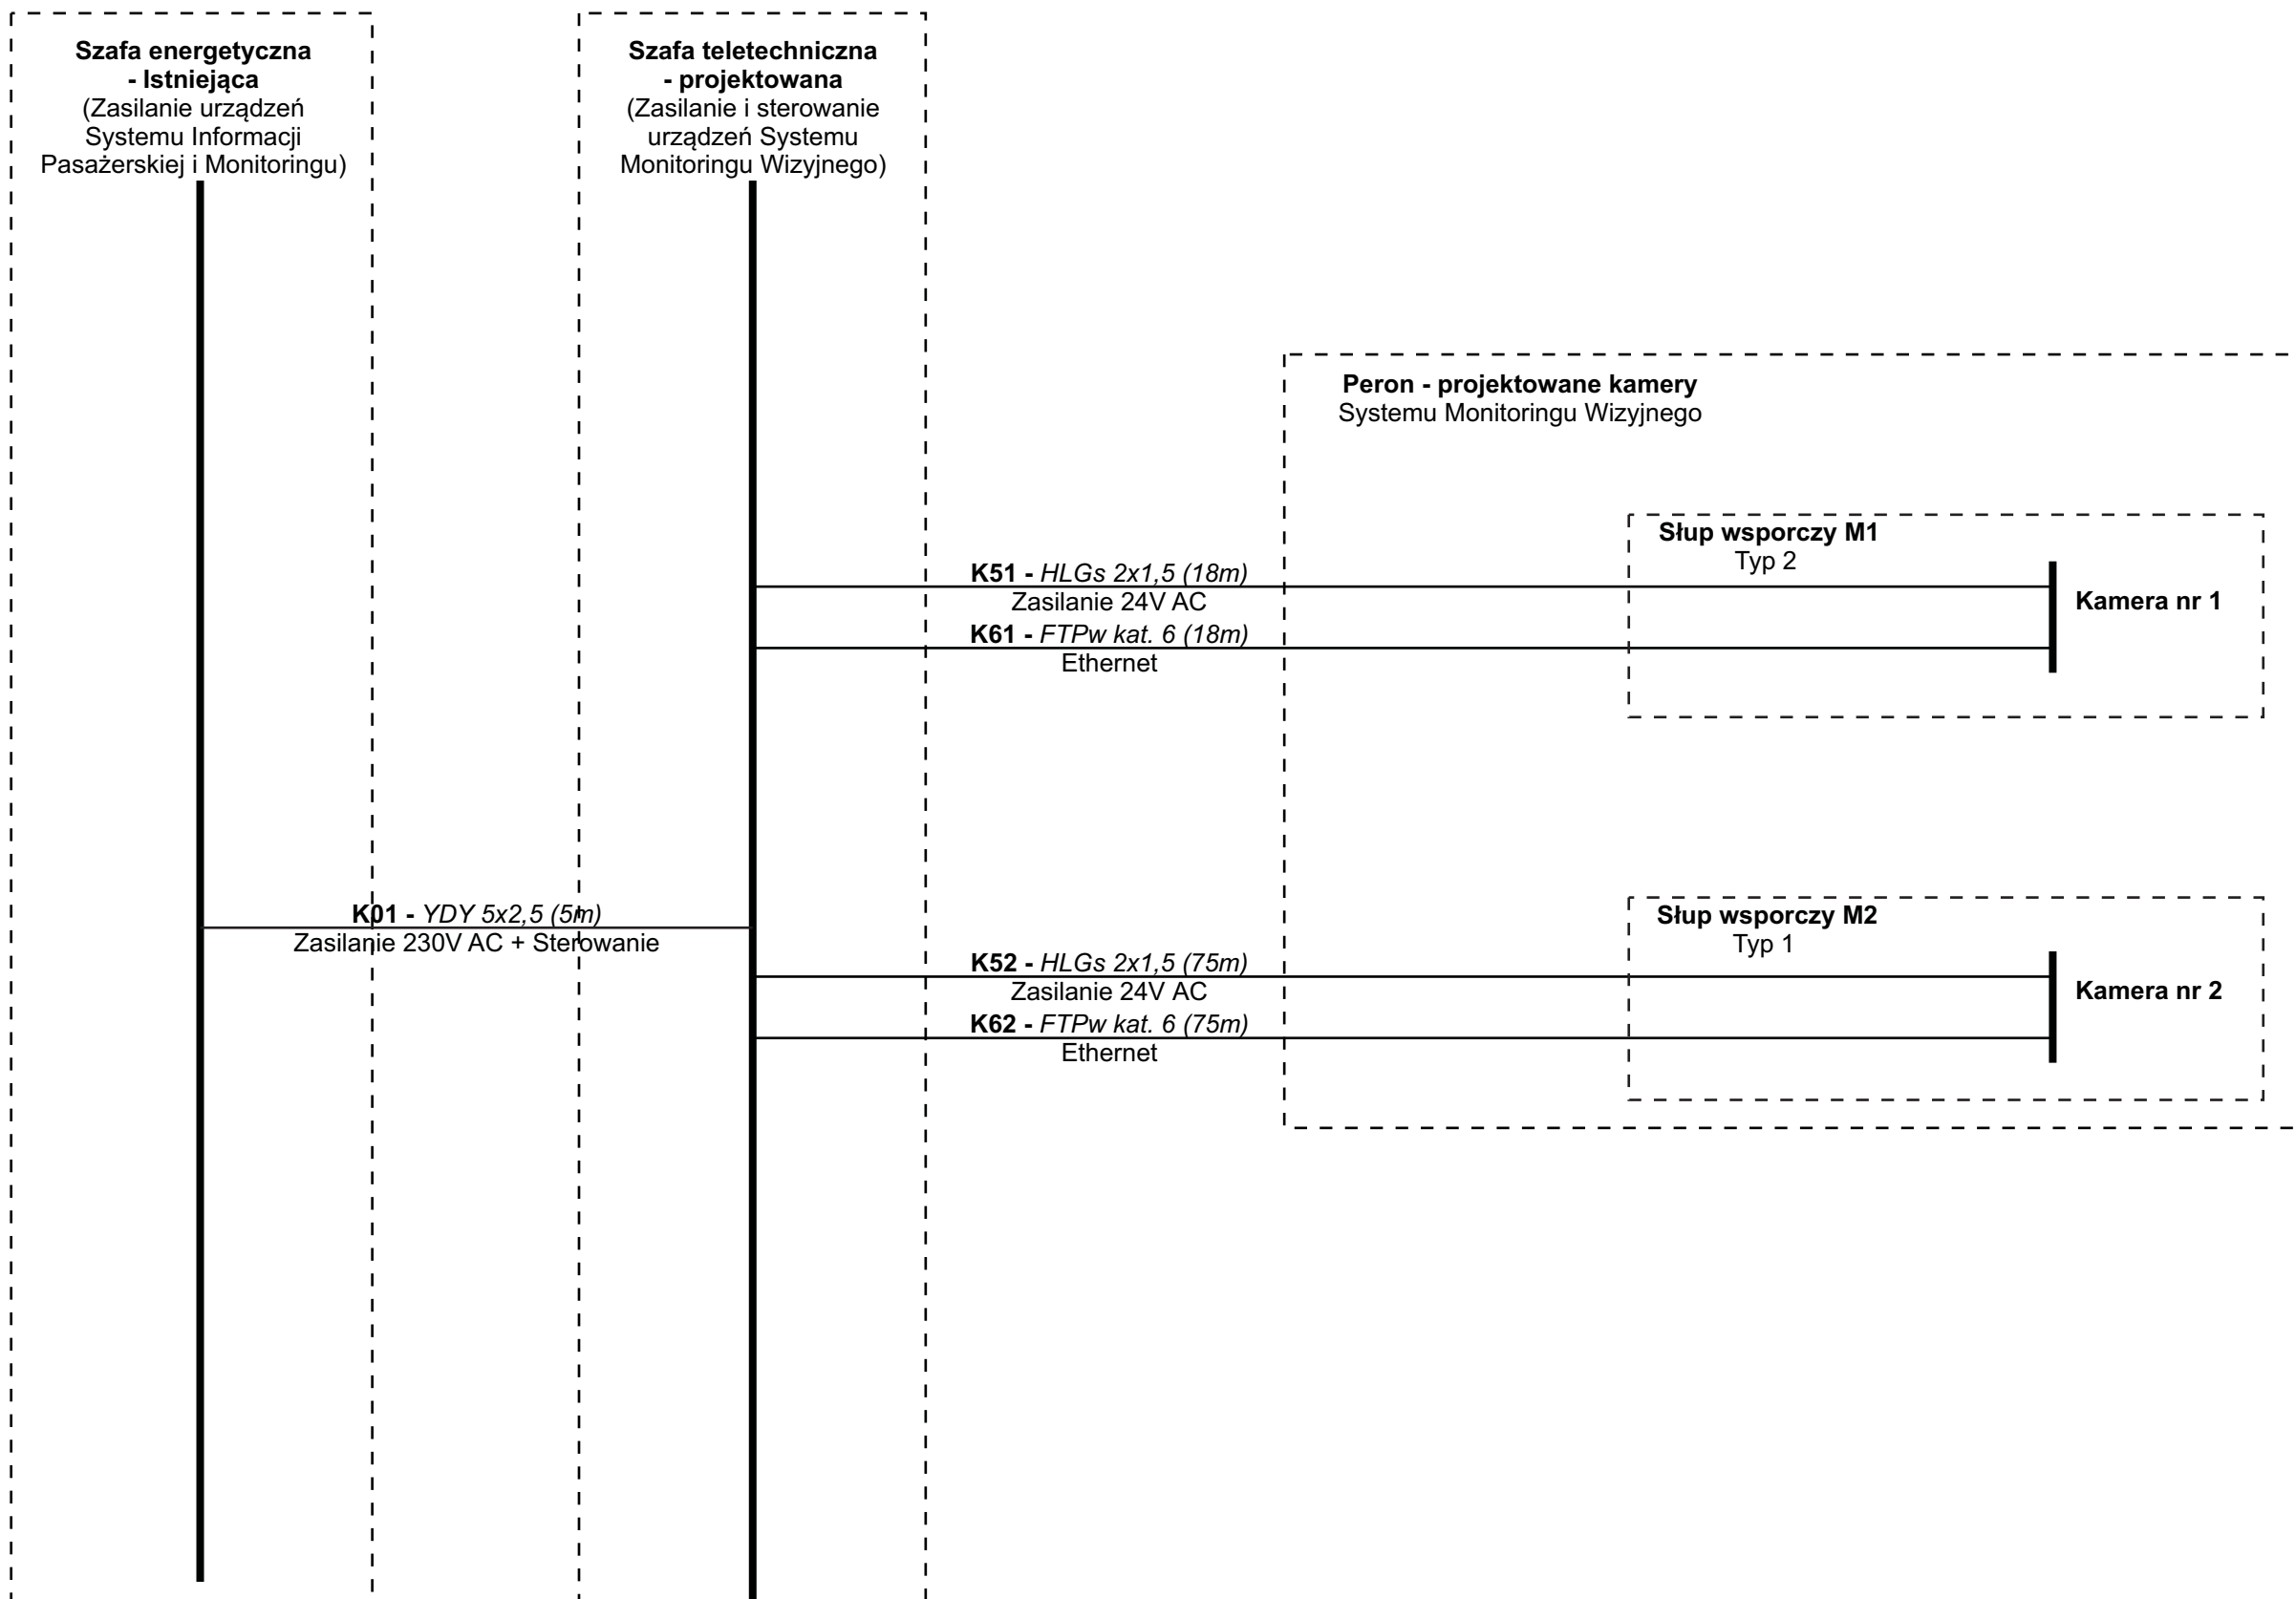 Szafa energetyczna
- Istniejąca
(Zasilanie urządzeń
Systemu Informacji
Pasażerskiej i Monitoringu)
Szafa teletechniczna
- projektowana
(Zasilanie i sterowanie
urządzeń Systemu
Monitoringu Wizyjnego)
Peron - projektowane kamery
Systemu Monitoringu Wizyjnego
Słup wsporczy M1
Typ 2
K51 - HLGs 2x1,5 (18m)
Zasilanie 24V AC
Kamera nr 1
K61 - FTPw kat. 6 (18m)
Ethernet
K01 - YDY 5x2,5 (5m)
Zasilanie 230V AC + Sterowanie
Słup wsporczy M2
Typ 1
K52 - HLGs 2x1,5 (75m)
Zasilanie 24V AC
Kamera nr 2
K62 - FTPw kat. 6 (75m)
Ethernet